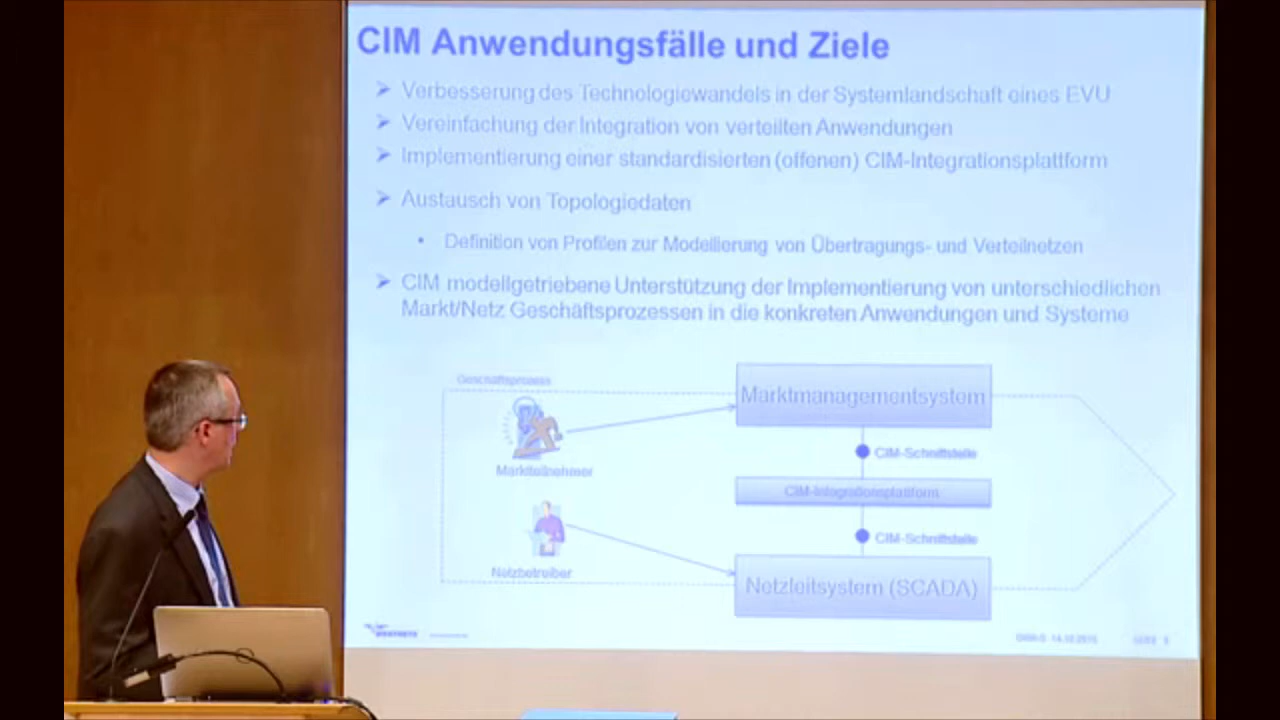 CIM Anwendungsfälle und Ziele
➤ Verbesserung des Technologiewandels in der Systemlandschaft eines EVU
➤ Vereinfachung der Integration von verteilten Anwendungen
➤ Implementierung einer standardisierten (offenen) CIM-Integrationsplattform
➤ Austausch von Topologiedaten
• Definition von Profilen zur Modellierung von Übertragungs- und Verteilnetzen
➤ CIM modellgetriebene Unterstützung der Implementierung von unterschiedlichen
Markt/Netz Geschäftsprozessen in die konkreten Anwendungen und Systeme
Geschäftsprozess
Marktmanagementsystem
CIM-Schnittstelle
Marktteilnehmer
CIM-Integrationsplattform
CIM-Schnittstelle
Netzbetreiber
Netzleitsystem (SCADA)